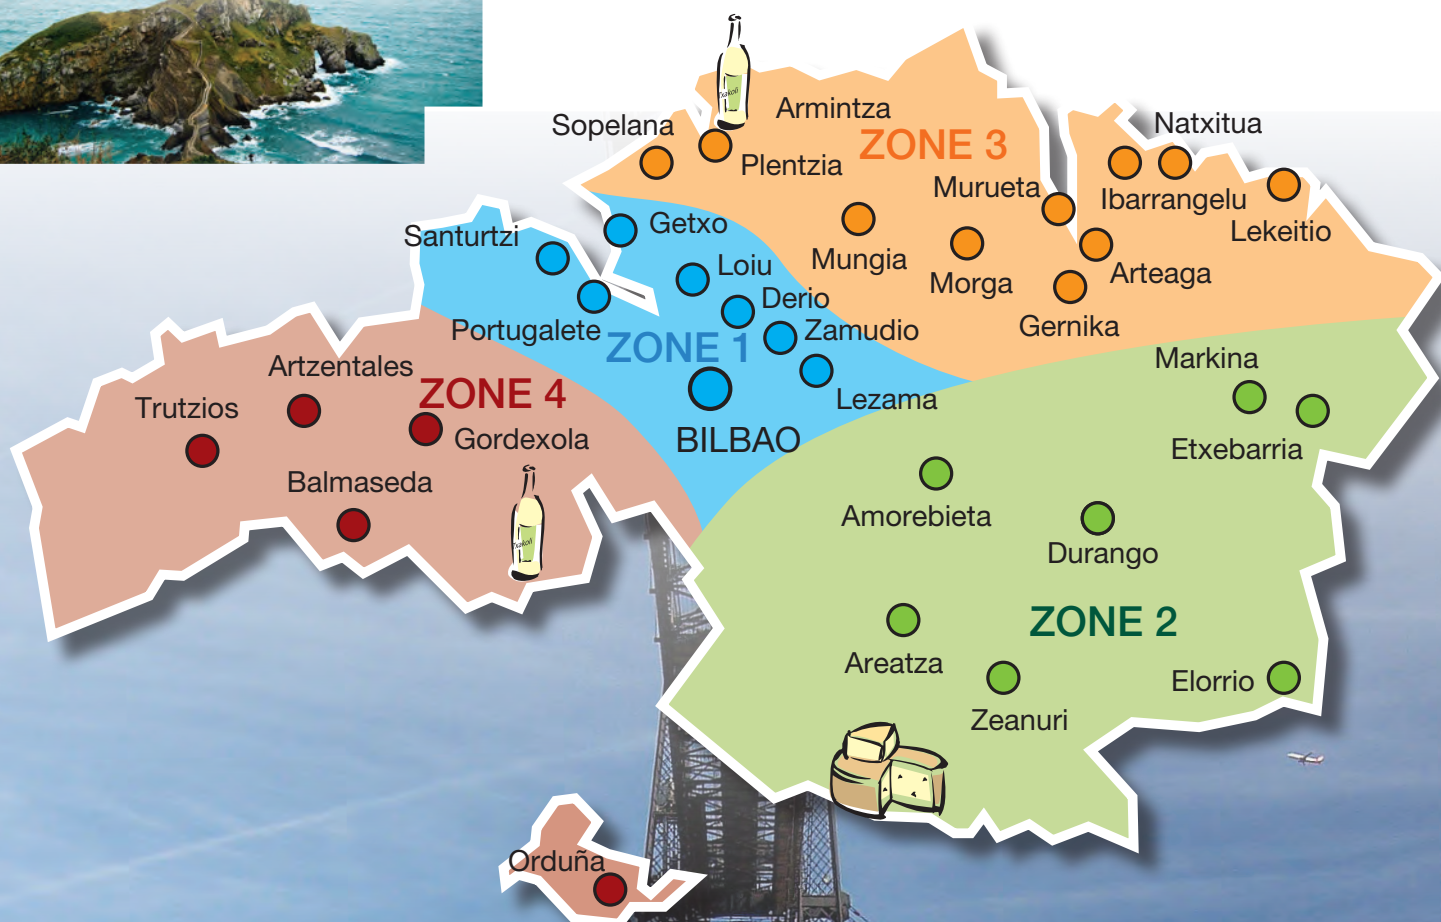 Txakoli
Armintza
Sopelana
Natxitua
ZONE 3
Plentzia
Murueta
Ibarrangelu
Santurtzi
Getxo
Lekeitio
Mungia
Loiu
Arteaga
Morga
Derio
Portugalete
Zamudio
Gernika
ZONE 1
Markina
Artzentales
ZONE 4
Lezama
Trutzios
Gordexola
BILBAO
Etxebarria
Balmaseda
Amorebieta
Txakoli
Durango
ZONE 2
Areatza
Elorrio
Zeanuri
Orduña